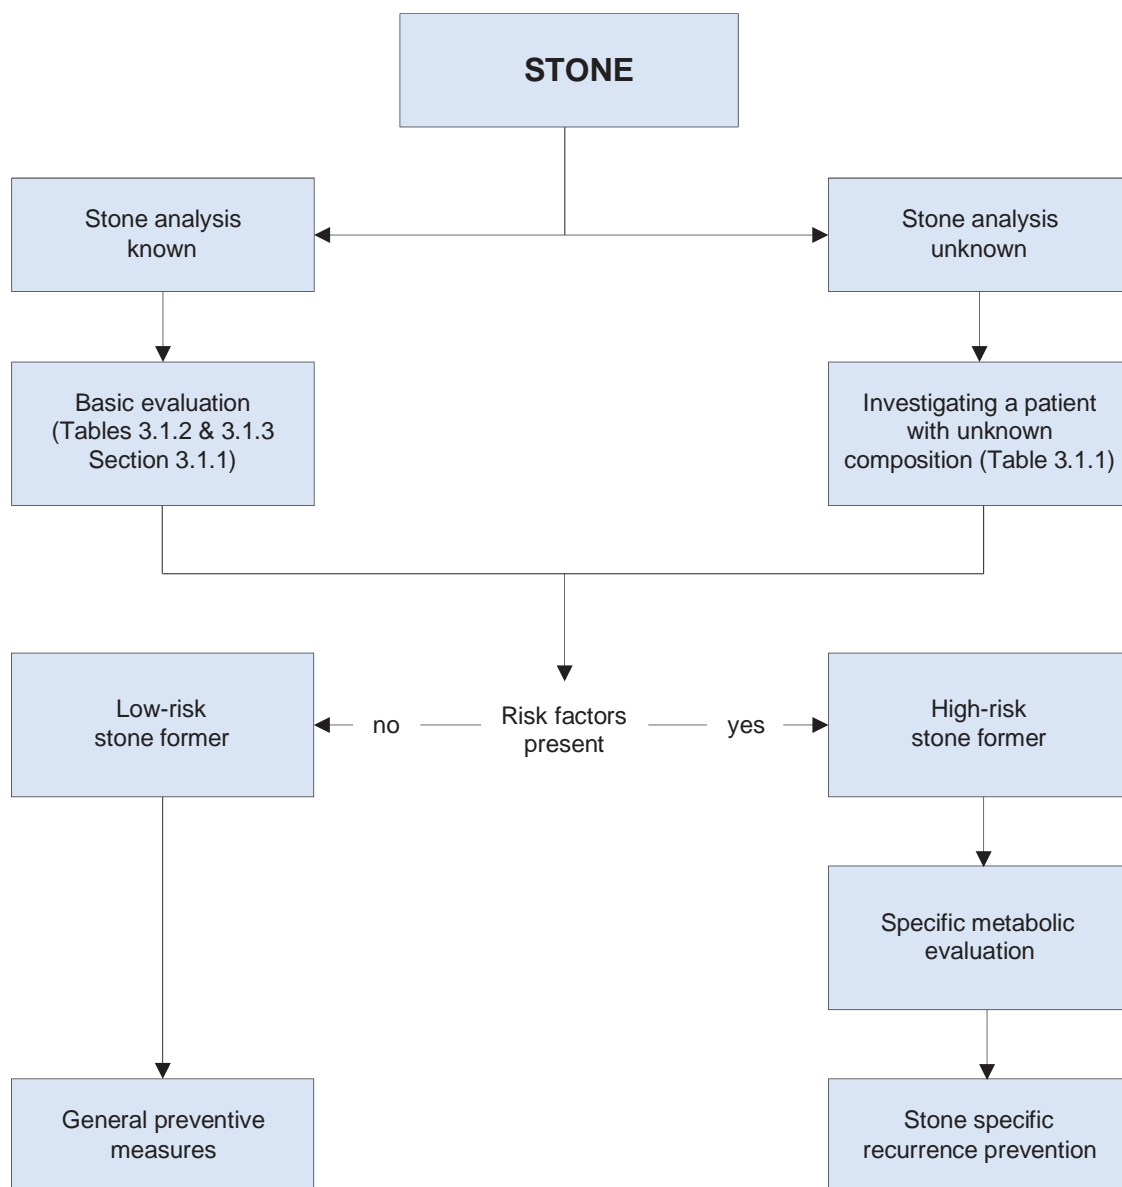 STONE
Stone analysis
known
Stone analysis
unknown
Basic evaluation
(Tables 3.1.2 & 3.1.3
Section 3.1.1)
Investigating a patient
with unknown
composition (Table 3.1.1)
Low-risk
stone former
no
Risk factors
present
yes
High-risk
stone former
Specific metabolic
evaluation
General preventive
measures
Stone specific
recurrence prevention